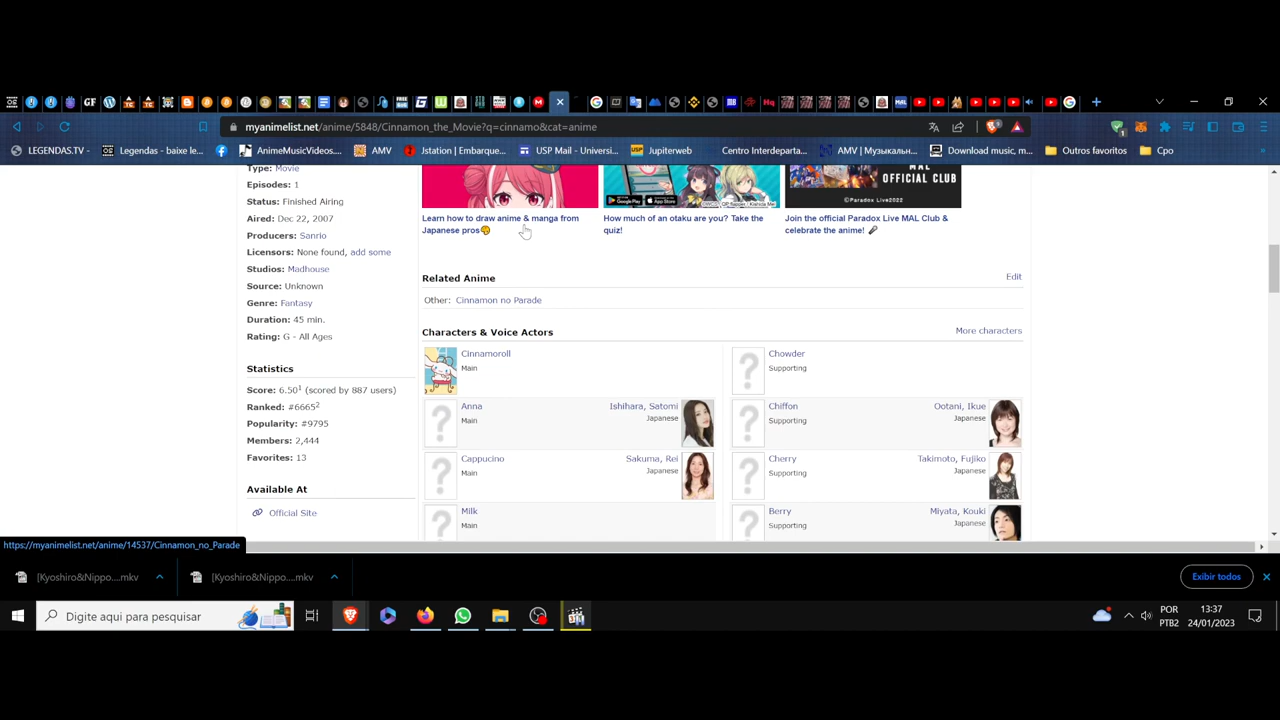 myanimelist.net/anime/5848/Cinnamon_the_Movie?q=cinnamo&cat=anime
LEGENDAS.TV -
Legendas - baixe le...
AnimeMusicVideos....
AMV
Jstation | Embarque...
USP Mail - Universi...
Jupiterweb
Centro Interdeparta...
AMV | Музыкальн...
Download music, m...
Outros favoritos
Cpo
Type: Movie
Episodes: 1
Status: Finished Airing
Aired: Dec 22, 2007
Producers: Sanrio
Licensors: None found, add some
Studios: Madhouse
Source: Unknown
Genre: Fantasy
Duration: 45 min.
Rating: G - All Ages
Statistics
Score: 6.50¹ (scored by 887 users)
Ranked: #6665²
Popularity: #9795
Members: 2,444
Favorites: 13
Available At
Official Site
Google Play
App Store
MAL
OFFICIAL CLUB
©Paradox Live2022
Learn how to draw anime & manga from
Japanese pros
How much of an otaku are you? Take the
quiz!
Join the official Paradox Live MAL Club &
celebrate the anime!
Related Anime
Edit
Other: Cinnamon no Parade
Characters & Voice Actors
More characters
Cinnamoroll
Main
Chowder
Supporting
Anna
Main
Ishihara, Satomi
Japanese
Chiffon
Supporting
Ootani, Ikue
Japanese
Cappucino
Main
Sakuma, Rei
Japanese
Cherry
Supporting
Takimoto, Fujiko
Japanese
Milk
Main
Berry
Supporting
Miyata, Kouki
Japanese
https://myanimelist.net/anime/14537/Cinnamon_no_Parade
[Kyoshiro&Nippo....mkv
[Kyoshiro&Nippo....mkv
Exibir todos
Digite aqui para pesquisar
POR
PTB2
13:37
24/01/2023